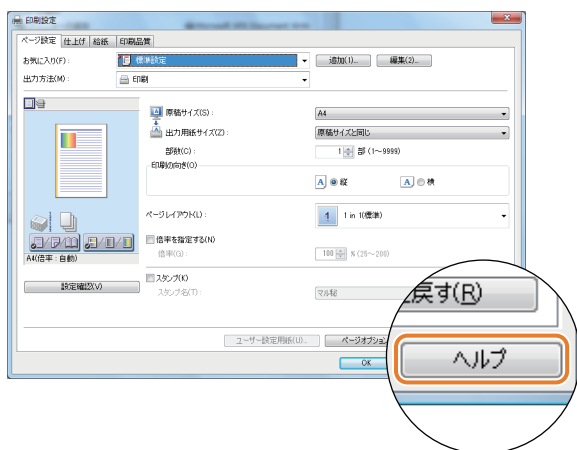 印刷設定
ページ設定 仕上げ 給紙 印刷品質
お気に入り(F): 標準設定 追加(1)... 編集(2)...
出力方法(M): 印刷
原稿サイズ(S): A4
出力用紙サイズ(Z): 原稿サイズと同じ
部数(C): 1 部 (1～9999)
印刷の向き(O)
A 縦 A 横
ページレイアウト(L): 1 1 in 1(標準)
倍率を指定する(N)
倍率(G): 100 % (25～200)
A4(倍率:自動)
スタンプ(K)
設定確認(V)
スタンプ名(T): マル秘
戻す(R)
ユーザー設定用紙(U)... ページオプショ
OK
ヘルプ